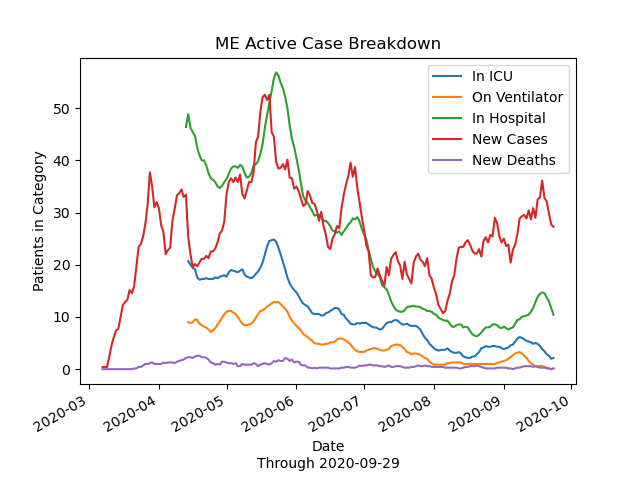 ME Active Case Breakdown
In ICU
On Ventilator
In Hospital
New Cases
New Deaths
Patients in Category
50
40
30
20
10
0
2020-03
2020-04
2020-05
2020-06
2020-07
2020-08
2020-09
2020-10
Date
Through 2020-09-29